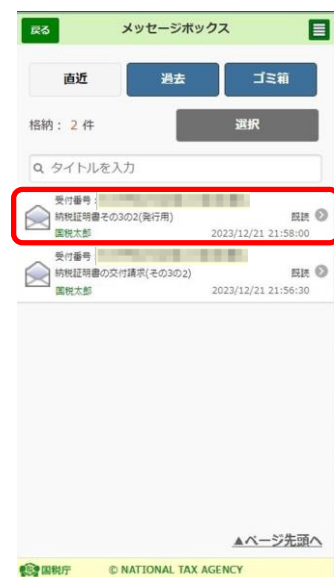 戻る メッセージボックス
直近 過去 ゴミ箱
格納： 2 件 選択
タイトルを入力
受付番号：
納税証明書その3の2(発行用) 既読
国税太郎 2023/12/21 21:58:00
受付番号
納税証明書の交付請求(その3の2) 既読
国税太郎 2023/12/21 21:56:30
▲ページ先頭へ
国税庁 © NATIONAL TAX AGENCY